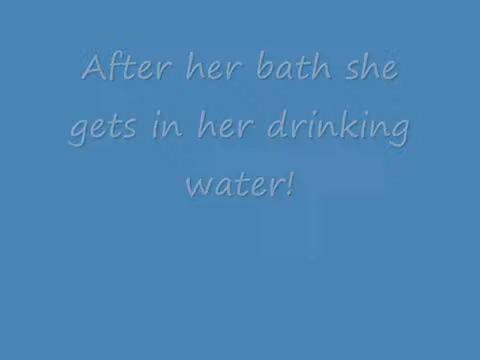 After her bath she
gets in her drinking
water!